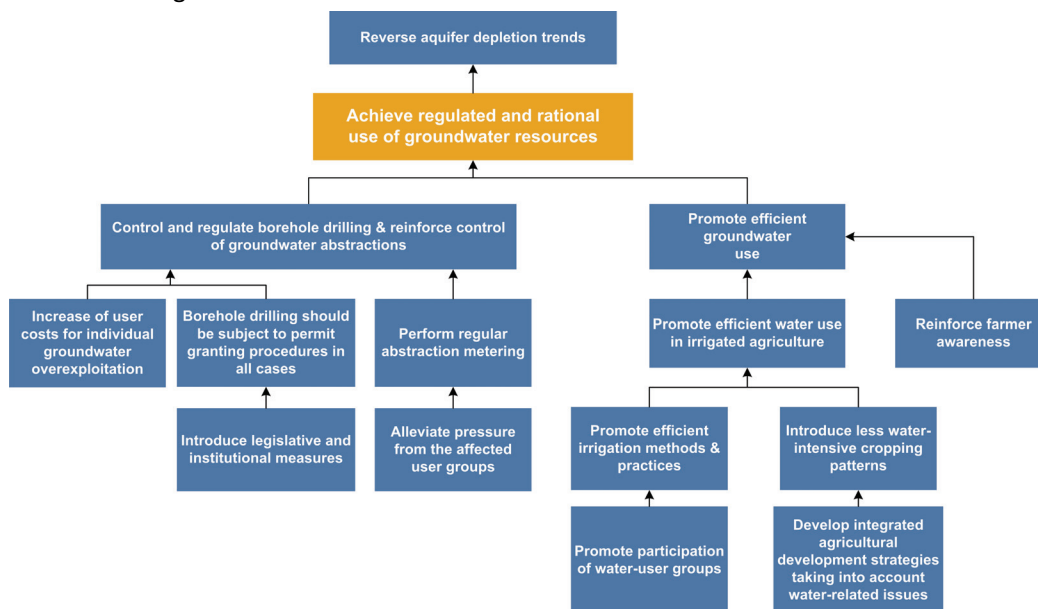 Reverse aquifer depletion trends
Achieve regulated and rational
use of groundwater resources
Control and regulate borehole drilling & reinforce control
of groundwater abstractions
Promote efficient
groundwater
use
Increase of user
costs for individual
groundwater
overexploitation
Borehole drilling should
be subject to permit
granting procedures in
all cases
Perform regular
abstraction metering
Promote efficient water use
in irrigated agriculture
Reinforce farmer
awareness
Introduce legislative and
institutional measures
Alleviate pressure
from the affected
user groups
Promote efficient
irrigation methods &
practices
Introduce less water-
intensive cropping
patterns
Promote participation
of water-user groups
Develop integrated
agricultural
development strategies
taking into account
water-related issues